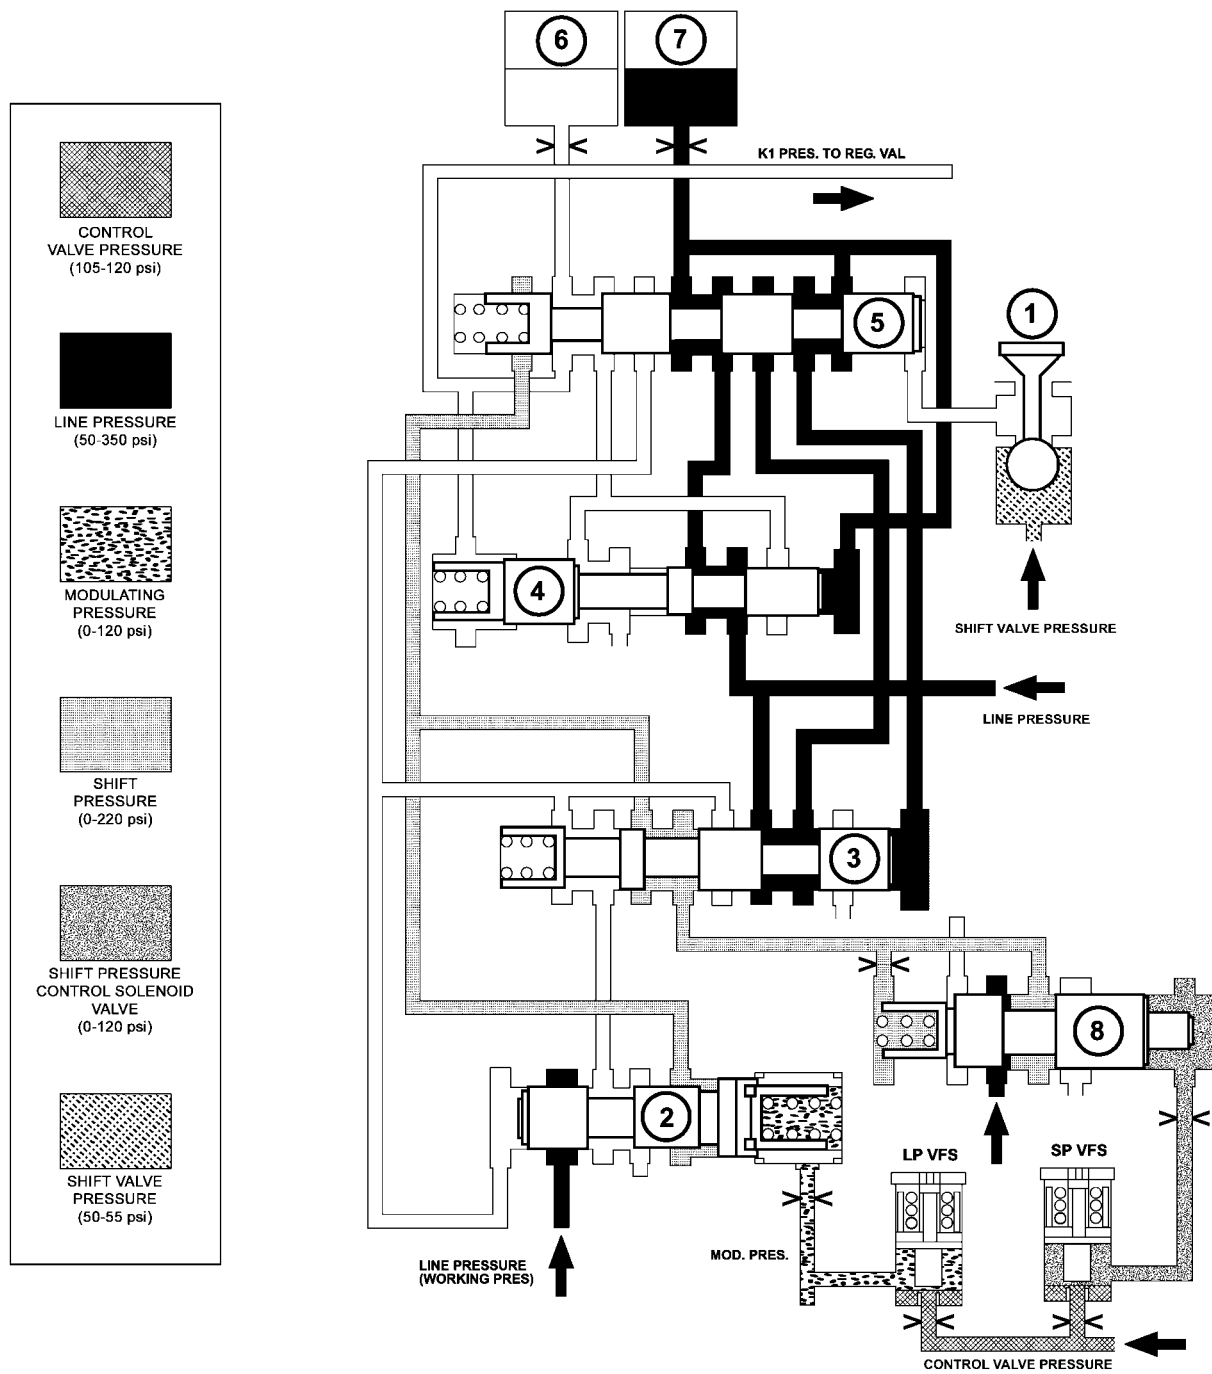 6
7
K1 PRES. TO REG. VAL
CONTROL
VALVE PRESSURE
(105-120 psi)
5
1
LINE PRESSURE
(50-350 psi)
4
MODULATING
PRESSURE
(0-120 psi)
SHIFT VALVE PRESSURE
LINE PRESSURE
SHIFT
PRESSURE
(0-220 psi)
3
SHIFT PRESSURE
CONTROL SOLENOID
VALVE
(0-120 psi)
8
2
LP VFS
SP VFS
SHIFT VALVE
PRESSURE
(50-55 psi)
MOD. PRES.
LINE PRESSURE
(WORKING PRES)
CONTROL VALVE PRESSURE